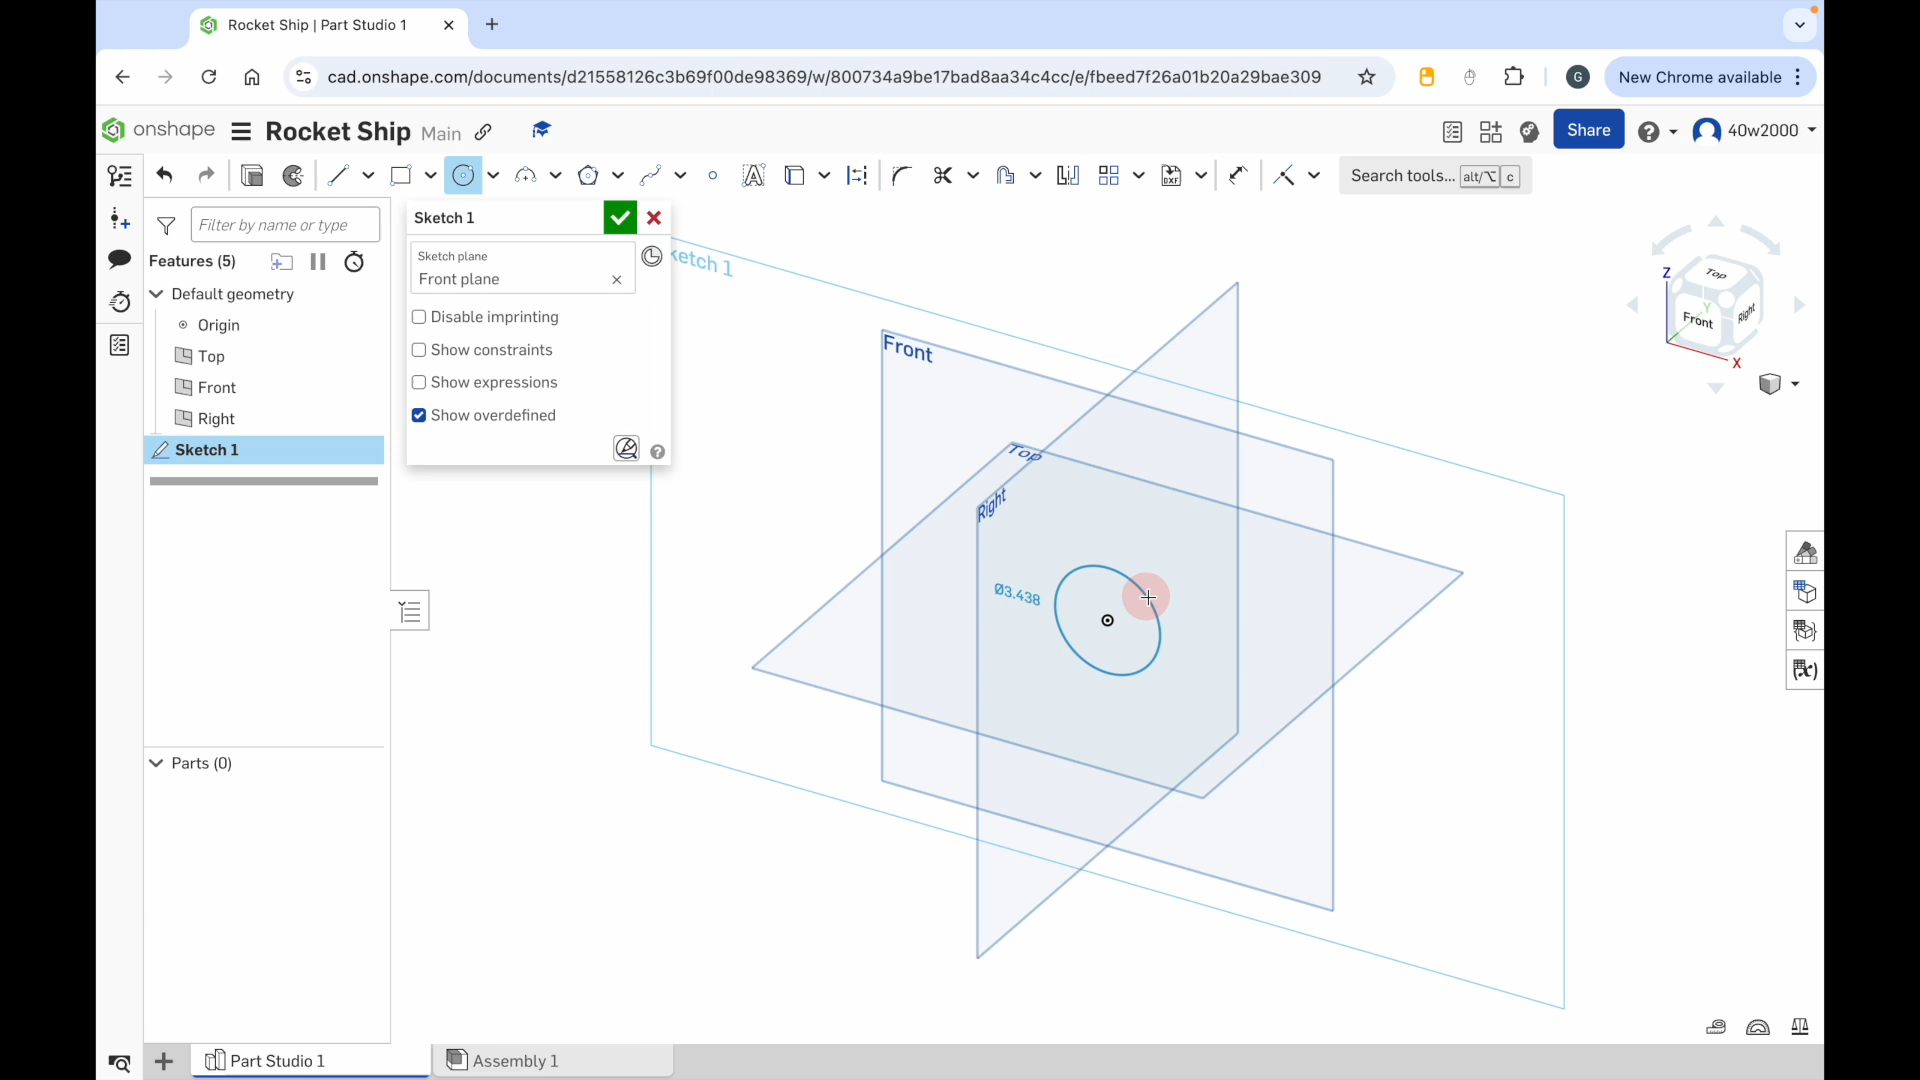 Rocket Ship | Part Studio 1
cad.onshape.com/documents/d21558126c3b69f00de98369/w/800734a9be17bad8aa34c4cc/e/fbeed7f26a01b20a29bae309
G
New Chrome available
onshape
Rocket Ship Main
Share
40w2000
DXF
Search tools... alt/⌥ c
Filter by name or type
Features (5)
Default geometry
Origin
Top
Front
Right
Sketch 1
Parts (0)
Sketch 1
Sketch plane
Front plane
Disable imprinting
Show constraints
Show expressions
Show overdefined
ketch 1
Front
Top
Right
Ø3.438
Z
Top
Y
Front
Right
X
Part Studio 1
Assembly 1